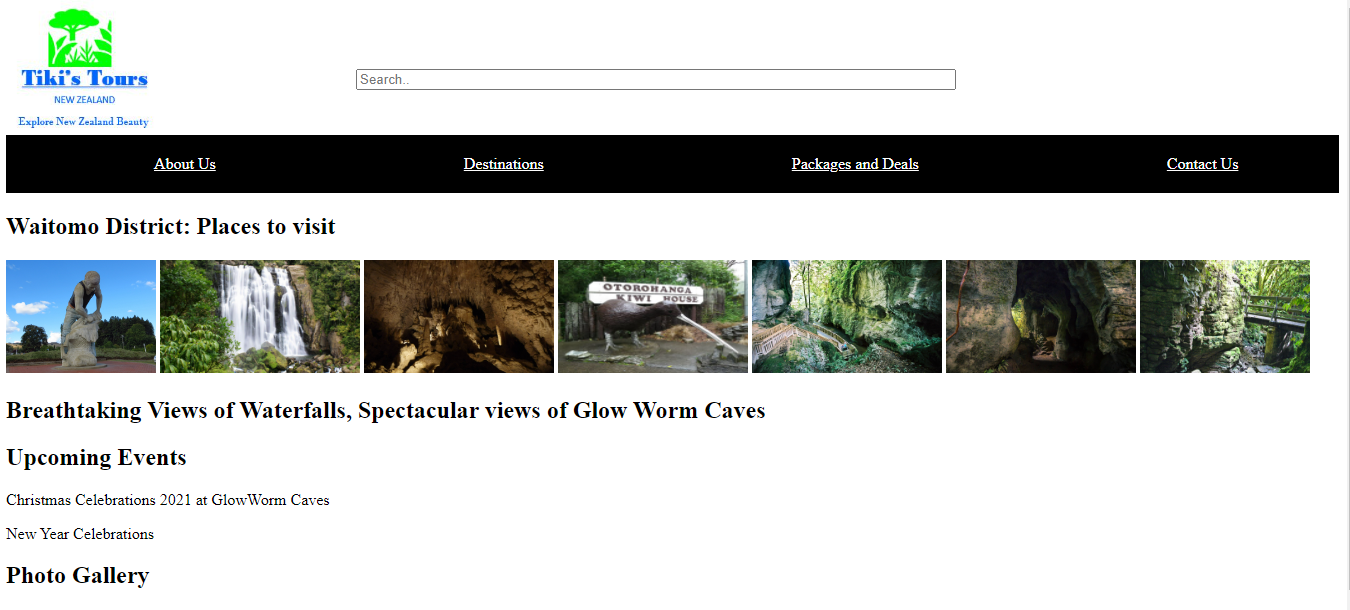 Tiki's Tours
NEW ZEALAND
Explore New Zealand Beauty
Search..
About Us Destinations Packages and Deals Contact Us
Waitomo District: Places to visit
OTOROHANGA
KIWI HOUSE
Breathtaking Views of Waterfalls, Spectacular views of Glow Worm Caves
Upcoming Events
Christmas Celebrations 2021 at GlowWorm Caves
New Year Celebrations
Photo Gallery